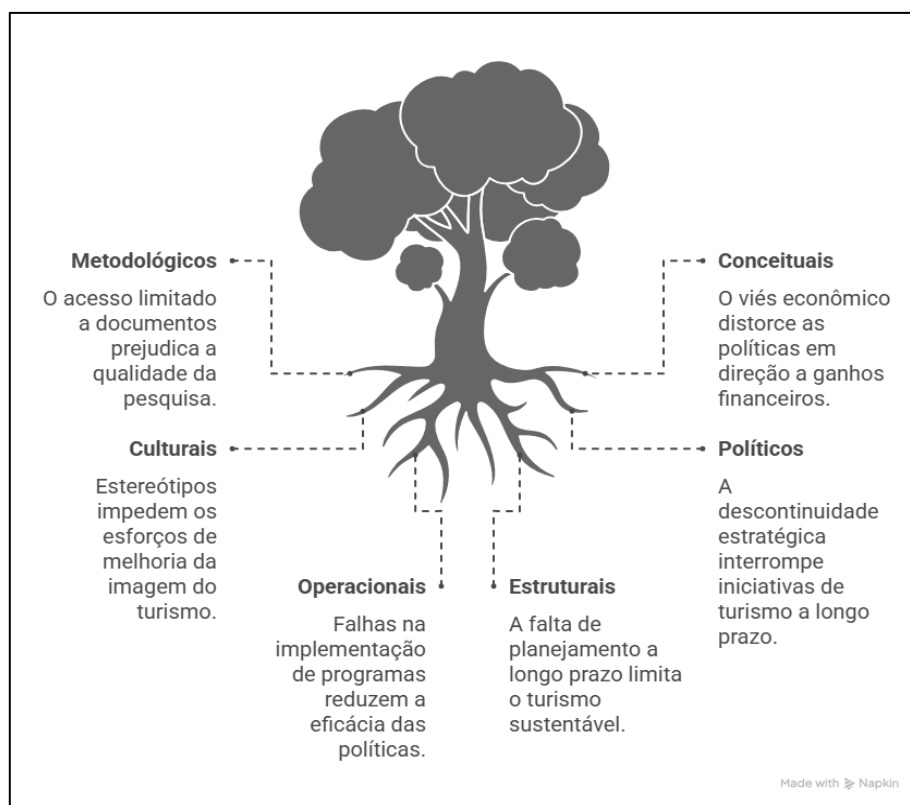 Metodológicos
O acesso limitado
a documentos
prejudica a
qualidade da
pesquisa.
Culturais
Estereótipos
impedem os
esforços de
melhoria da
imagem do
turismo.
Operacionais
Falhas na
implementação
de programas
reduzem a
eficácia das
políticas.
Estruturais
A falta de
planejamento a
longo prazo limita
o turismo
sustentável.
Conceituais
O viés econômico
distorce as
políticas em
direção a ganhos
financeiros.
Políticos
A
descontinuidade
estratégica
interrompe
iniciativas de
turismo a longo
prazo.
Made with Napkin